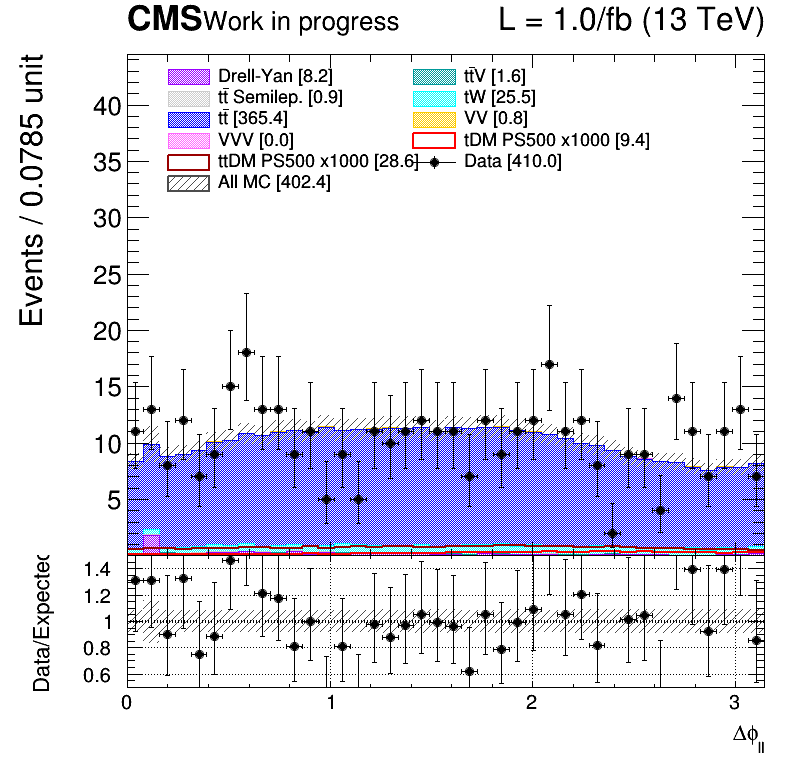 CMS Work in progress L = 1.0/fb (13 TeV)
Drell-Yan [8.2] tt̄V [1.6]
tt̄ Semilep. [0.9] tW [25.5]
tt̄ [365.4] VV [0.8]
VVV [0.0] tDM PS500 x1000 [9.4]
ttDM PS500 x1000 [28.6] Data [410.0]
All MC [402.4]
Events / 0.0785 unit
40
35
30
25
20
15
10
5
Data/Expected
1.4
1.2
1
0.8
0.6
0 1 2 3
Δϕ_ll